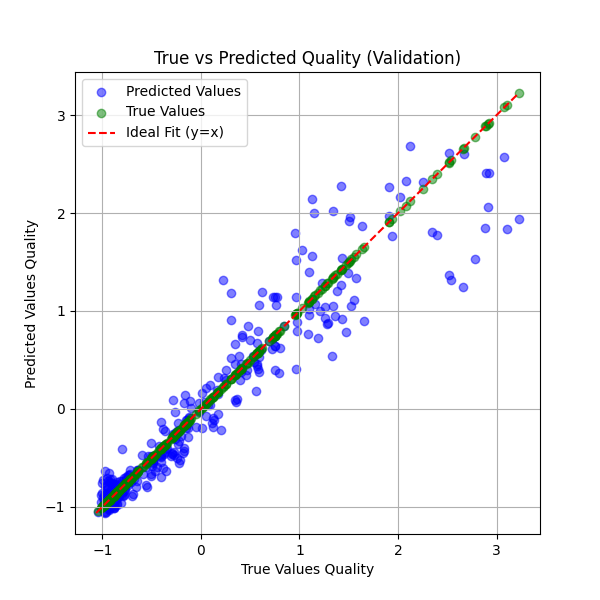 True vs Predicted Quality (Validation)
Predicted Values
True Values
Ideal Fit (y=x)
3
2
1
0
−1
Predicted Values Quality
−1 0 1 2 3
True Values Quality